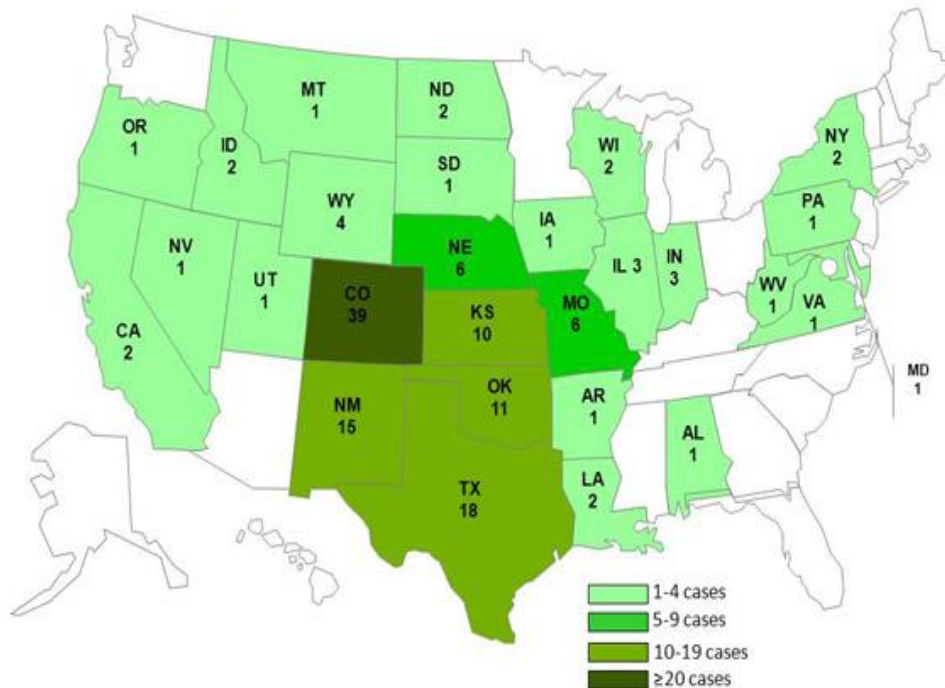 MT
1
ND
2
OR
1
ID
2
WI
2
NY
2
SD
1
WY
4
PA
1
IA
1
NE
6
NV
1
IL 3
IN
3
UT
1
WV
1
VA
1
CO
39
KS
10
MO
6
CA
2
MD
1
NM
15
OK
11
AR
1
AL
1
LA
2
TX
18
1-4 cases
5-9 cases
10-19 cases
≥20 cases